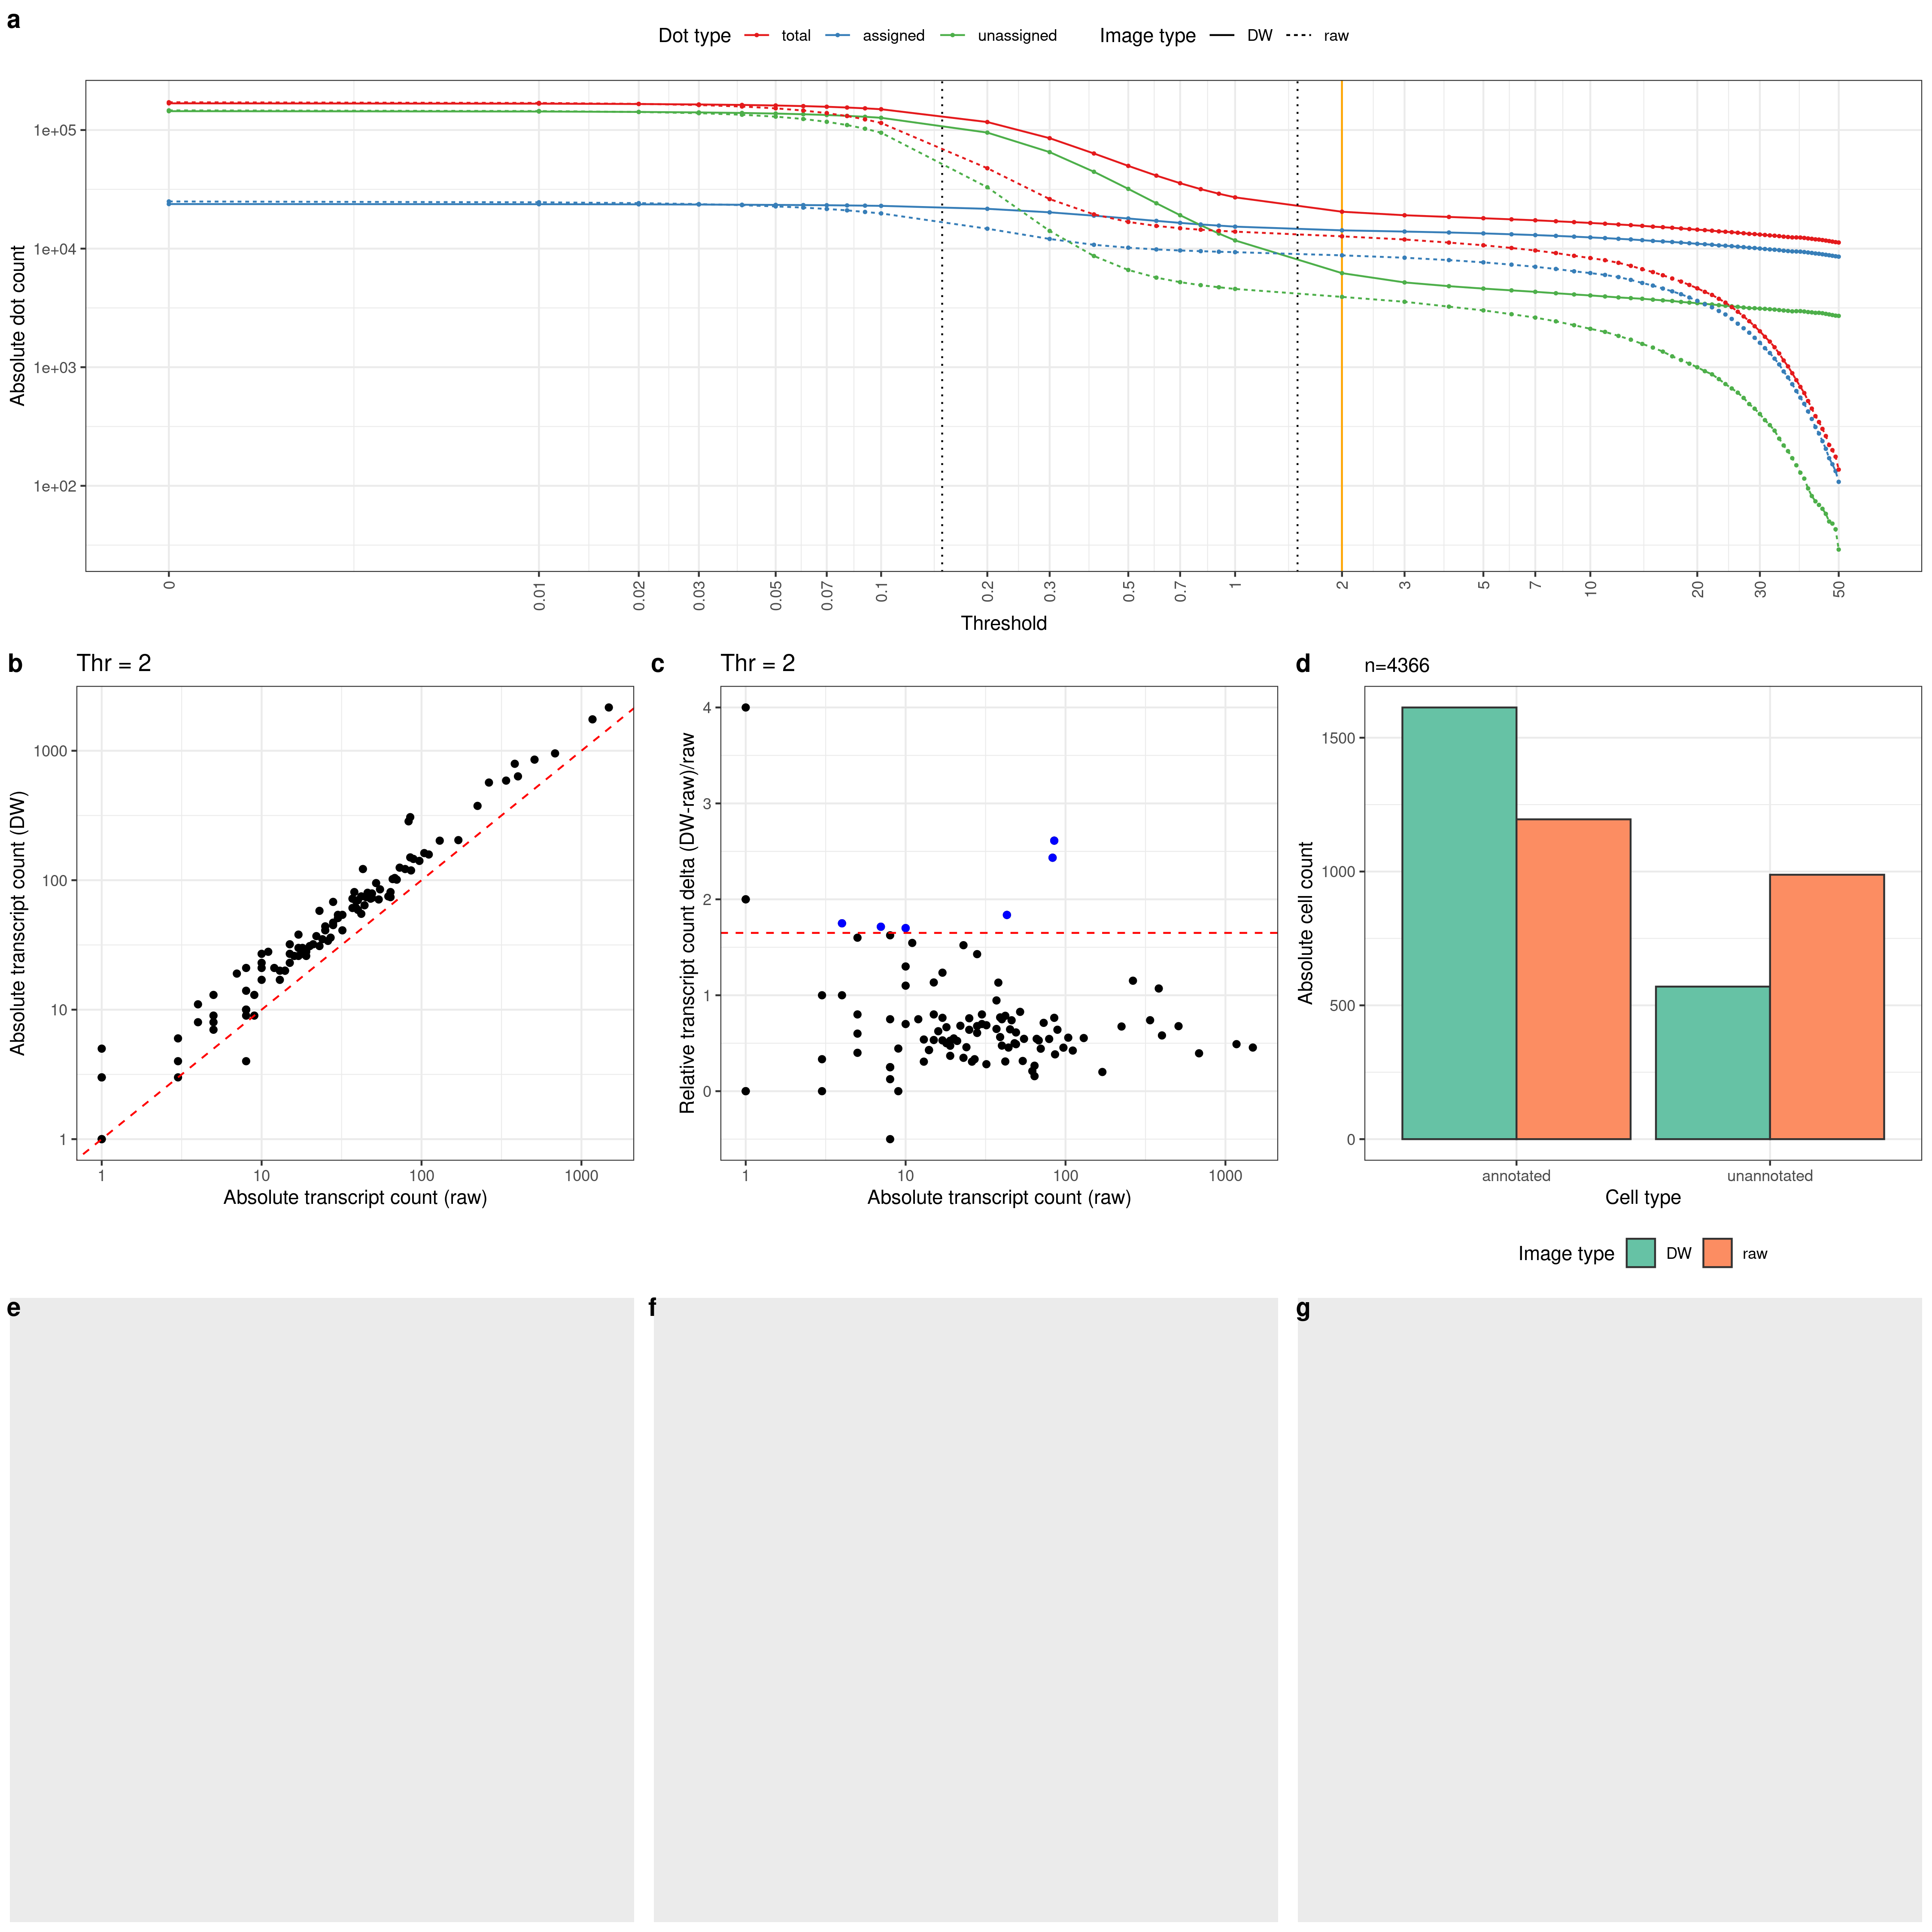 a
Dot type total assigned unassigned Image type DW raw
Absolute dot count
1e+05
1e+04
1e+03
1e+02
0 0.01 0.02 0.03 0.05 0.07 0.1 0.2 0.3 0.5 0.7 1 2 3 5 7 10 20 30 50
Threshold
b Thr = 2
Absolute transcript count (DW)
1000
100
10
1
1 10 100 1000
Absolute transcript count (raw)
c Thr = 2
Relative transcript count delta (DW-raw)/raw
4
3
2
1
0
1 10 100 1000
Absolute transcript count (raw)
d n=4366
Absolute cell count
1500
1000
500
0
annotated unannotated
Cell type
Image type DW raw
e
f
g